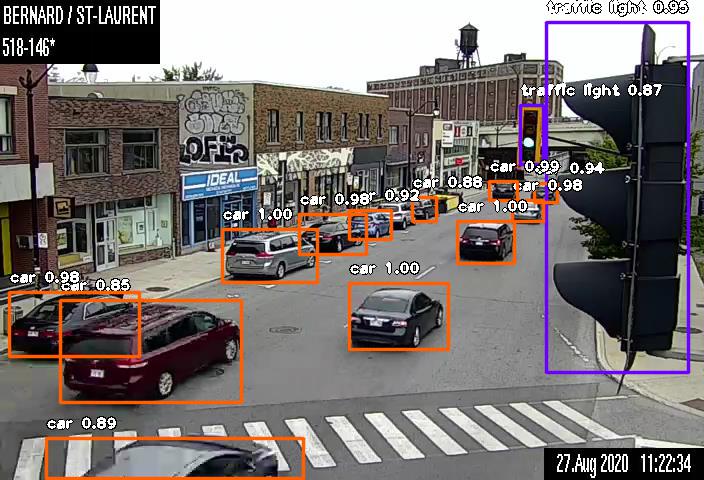 BERNARD / ST-LAURENT
518-146*
traffic light 0.95
traffic light 0.87
car 0.99
0.94
car 0.98
car 0.88
car 0.92
car 0.98
car 1.00
car 1.00
IDEAL
car 1.00
car 0.98
car 0.85
car 0.89
27.Aug 2020 11:22:34